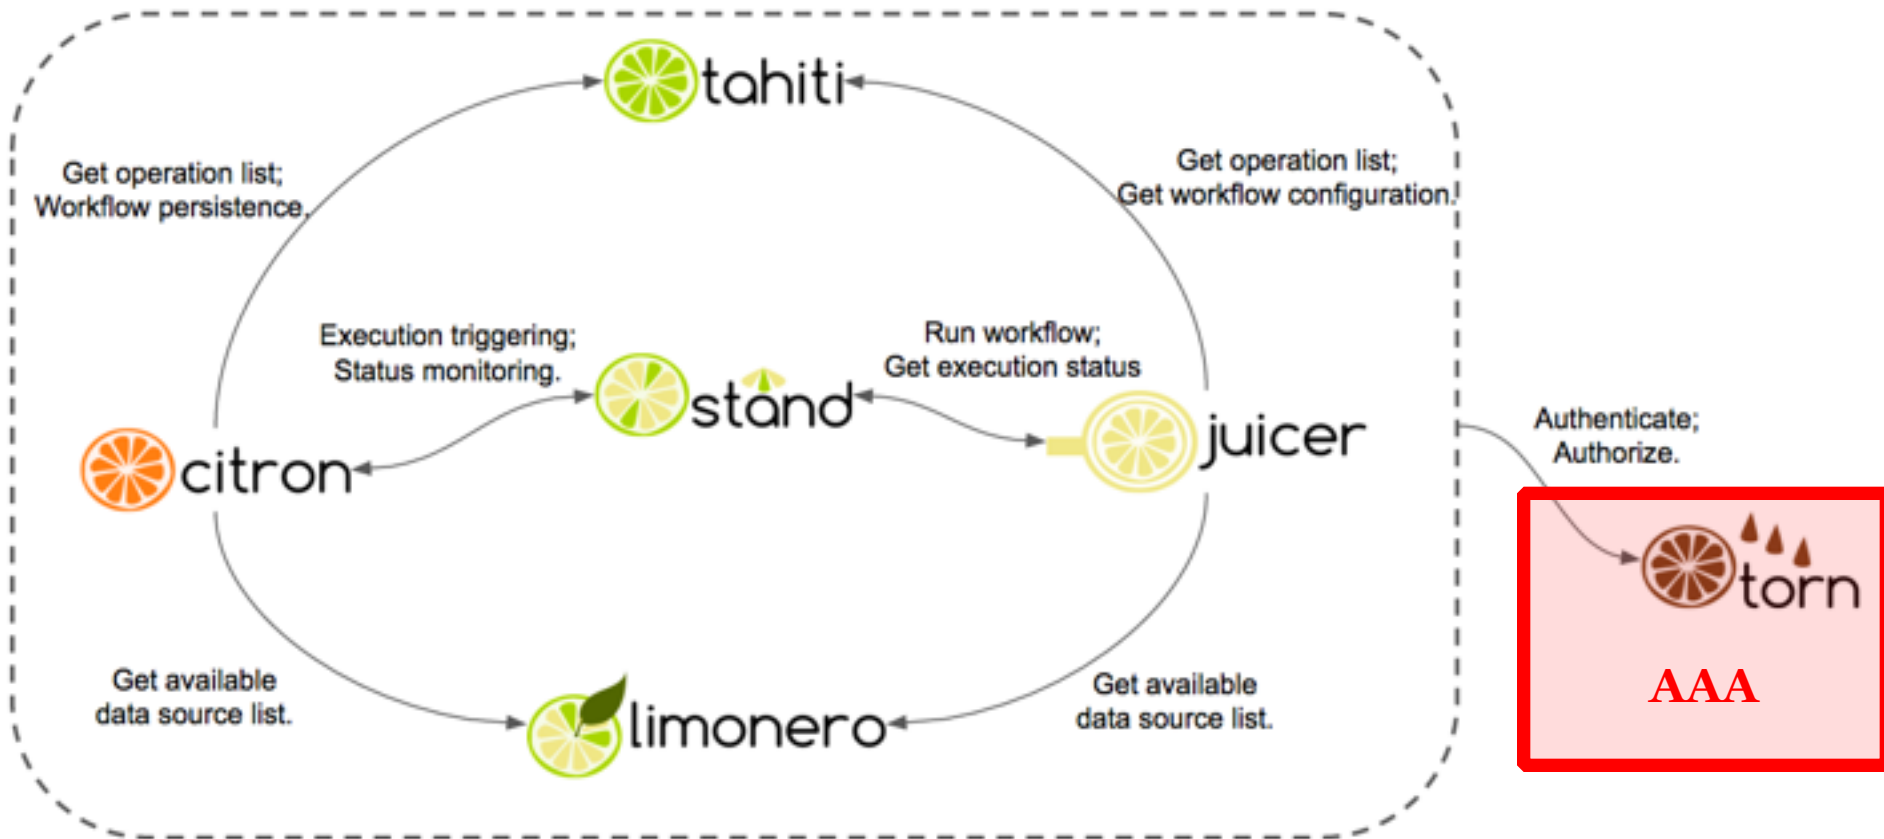 tahiti
Get operation list;
Workflow persistence.
Get operation list;
Get workflow configuration.
Execution triggering;
Status monitoring.
Run workflow;
Get execution status
stand
citron
juicer
Authenticate;
Authorize.
torn
AAA
Get available
data source list.
limonero
Get available
data source list.